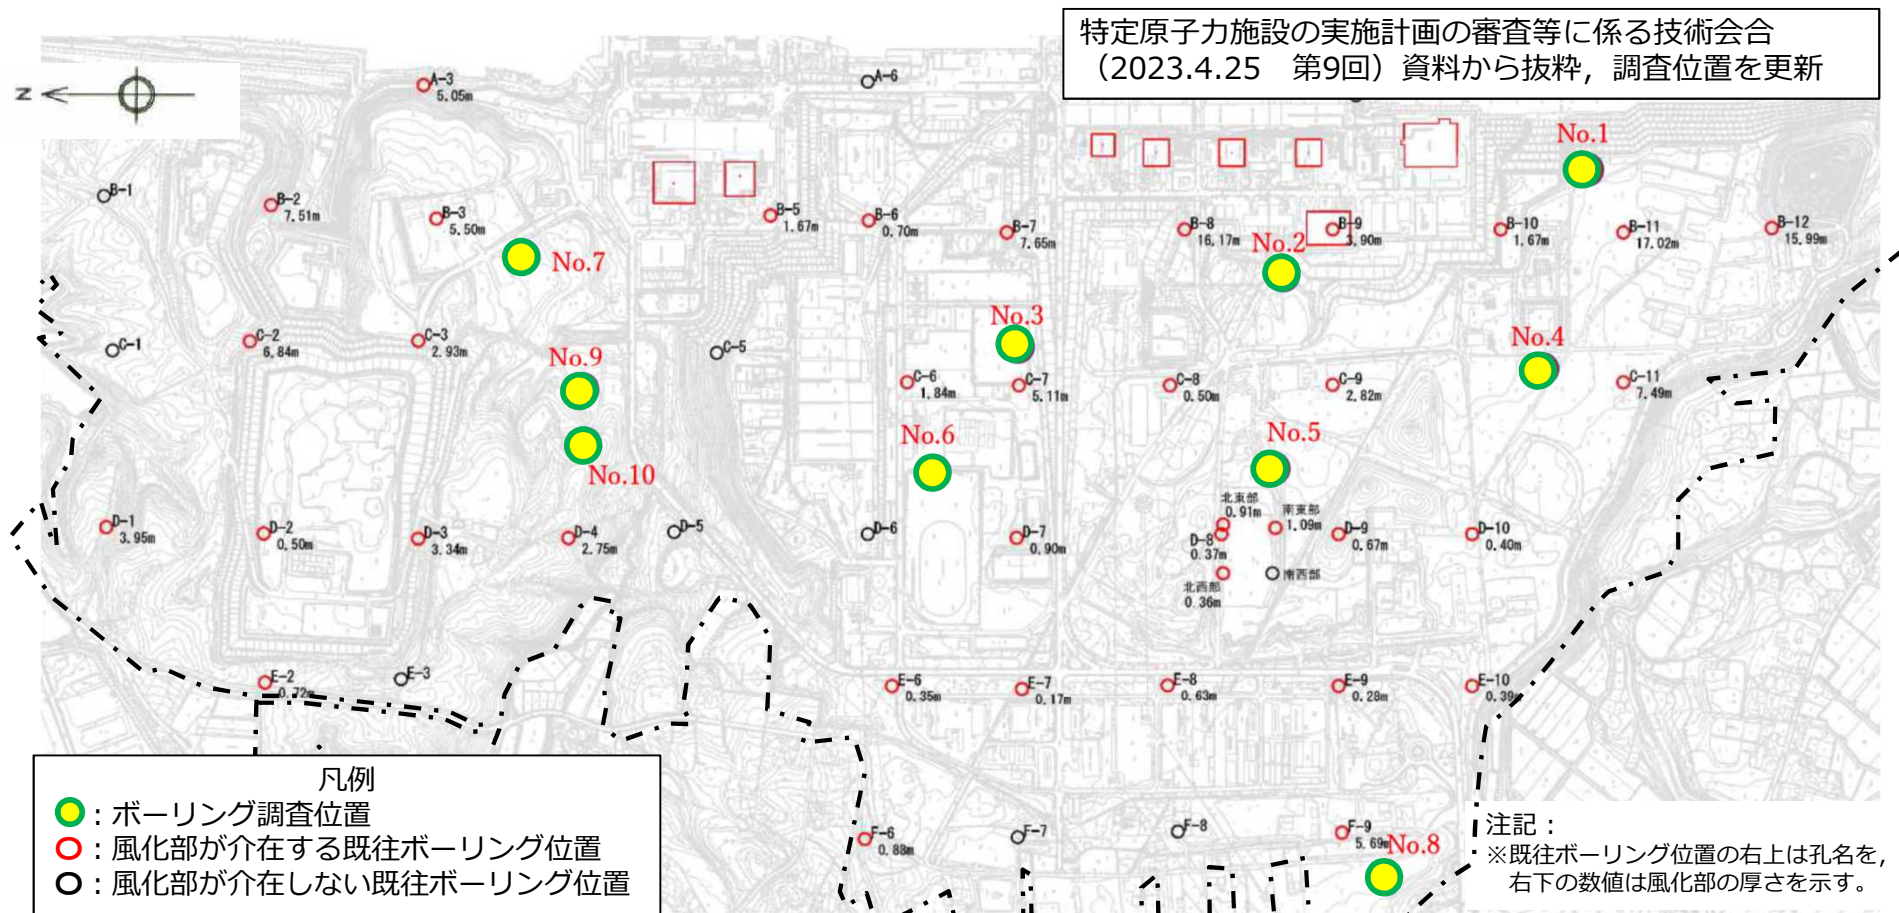 特定原子力施設の実施計画の審査等に係る技術会合
（2023.4.25　第9回）資料から抜粋，調査位置を更新
N
A-3
5.05m
A-6
No.1
B-1
B-2
7.51m
B-3
5.50m
B-5
1.67m
B-6
0.70m
B-7
7.65m
B-8
16.17m
B-9
3.90m
B-10
1.67m
B-11
17.02m
B-12
15.99m
No.7
No.2
No.3
No.4
C-1
C-2
6.84m
C-3
2.93m
No.9
C-5
C-6
1.84m
C-7
5.11m
C-8
0.50m
C-9
2.82m
C-11
7.49m
No.10
No.6
No.5
北東部
0.91m
南東部
1.09m
D-1
3.95m
D-2
0.50m
D-3
3.34m
D-4
2.75m
D-5
D-6
D-7
0.90m
D-8
0.37m
D-9
0.67m
D-10
0.40m
北西部
0.36m
南西部
E-2
0.72m
E-3
E-6
0.35m
E-7
0.17m
E-8
0.63m
E-9
0.28m
E-10
0.39m
F-6
0.88m
F-7
F-8
F-9
5.69m
No.8
凡例
：ボーリング調査位置
：風化部が介在する既往ボーリング位置
：風化部が介在しない既往ボーリング位置
注記：
※既往ボーリング位置の右上は孔名を，
右下の数値は風化部の厚さを示す。